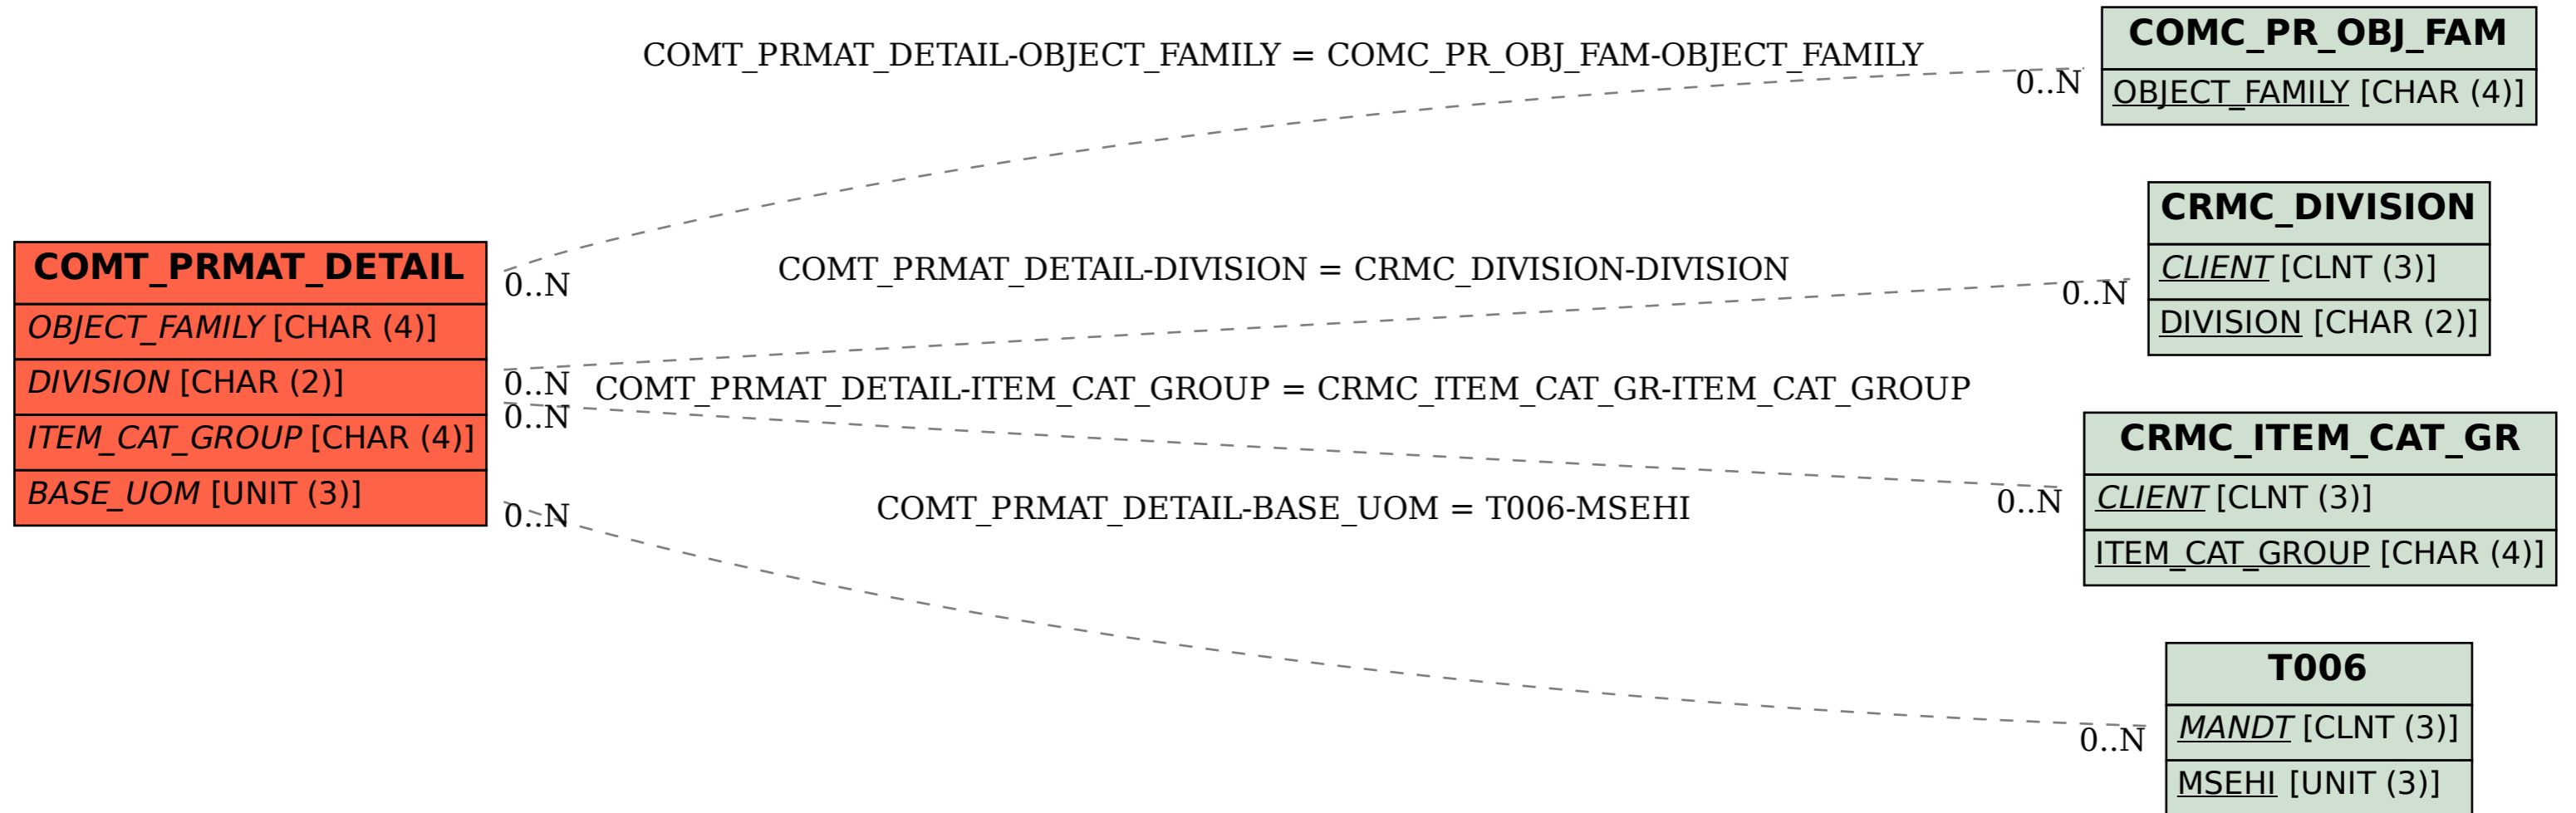 COMT_PRMAT_DETAIL
OBJECT_FAMILY [CHAR (4)]
DIVISION [CHAR (2)]
ITEM_CAT_GROUP [CHAR (4)]
BASE_UOM [UNIT (3)]
COMT_PRMAT_DETAIL-OBJECT_FAMILY = COMC_PR_OBJ_FAM-OBJECT_FAMILY
0..N
0..N
COMT_PRMAT_DETAIL-DIVISION = CRMC_DIVISION-DIVISION
0..N
0..N
COMT_PRMAT_DETAIL-ITEM_CAT_GROUP = CRMC_ITEM_CAT_GR-ITEM_CAT_GROUP
0..N
0..N
COMT_PRMAT_DETAIL-BASE_UOM = T006-MSEHI
0..N
0..N
COMC_PR_OBJ_FAM
OBJECT_FAMILY [CHAR (4)]
CRMC_DIVISION
CLIENT [CLNT (3)]
DIVISION [CHAR (2)]
CRMC_ITEM_CAT_GR
CLIENT [CLNT (3)]
ITEM_CAT_GROUP [CHAR (4)]
T006
MANDT [CLNT (3)]
MSEHI [UNIT (3)]